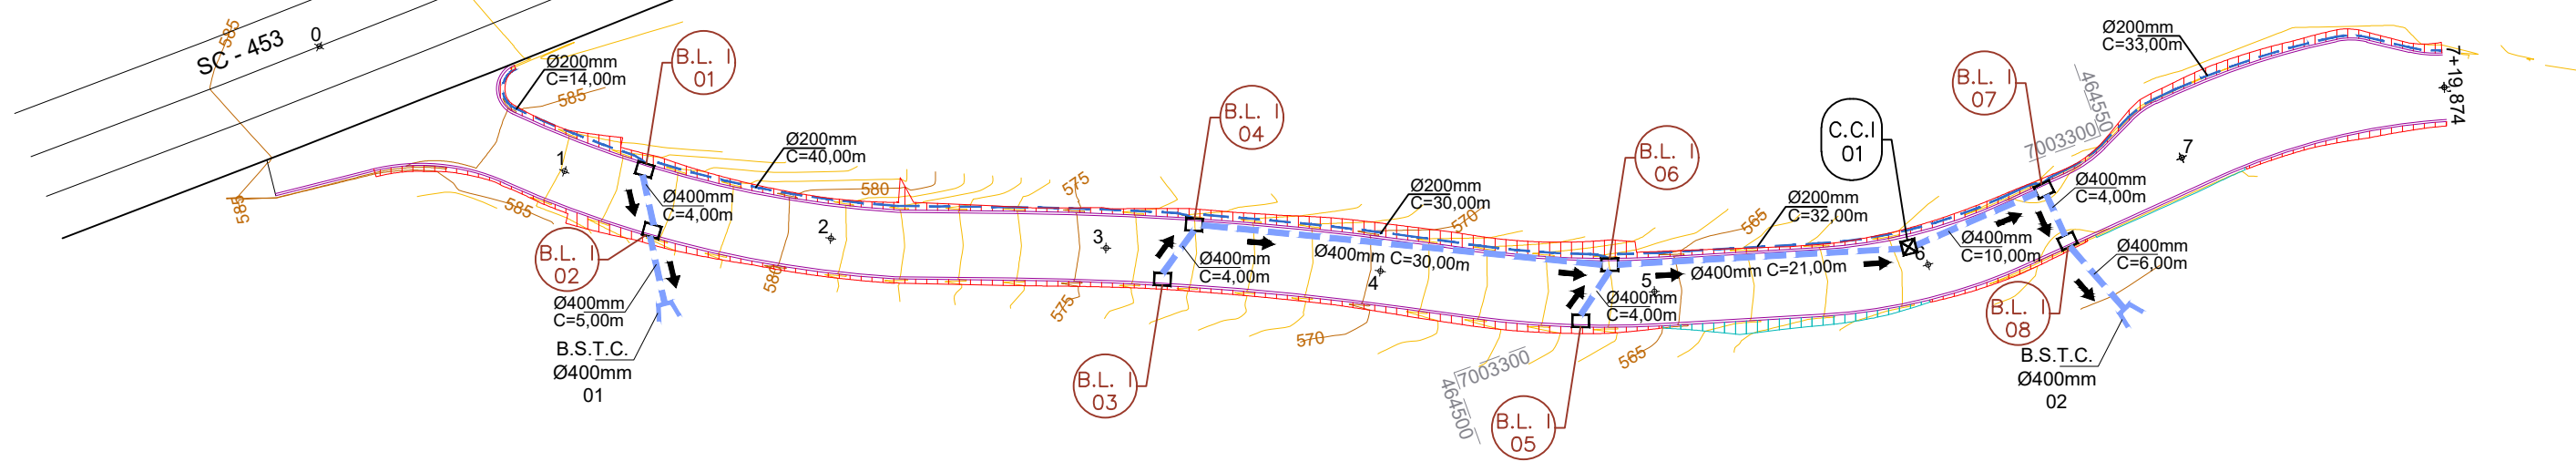 SC - 453
0
585
585
585
585
Ø200mm
C=14,00m
B.L. I
01
1
Ø400mm
C=4,00m
B.L. I
02
Ø400mm
C=5,00m
B.S.T.C.
Ø400mm
01
Ø200mm
C=40,00m
580
580
2
575
575
3
B.L. I
04
Ø400mm
C=4,00m
B.L. I
03
Ø200mm
C=30,00m
570
570
Ø400mm C=30,00m
4
B.L. I
06
5
Ø400mm
C=4,00m
B.L. I
05
7003300
464500
565
565
Ø200mm
C=32,00m
Ø400mm C=21,00m
C.C.I
01
6
Ø400mm
C=10,00m
B.L. I
07
464550
7003300
Ø400mm
C=4,00m
B.L. I
08
Ø400mm
C=6,00m
B.S.T.C.
Ø400mm
02
Ø200mm
C=33,00m
7
7+19,874